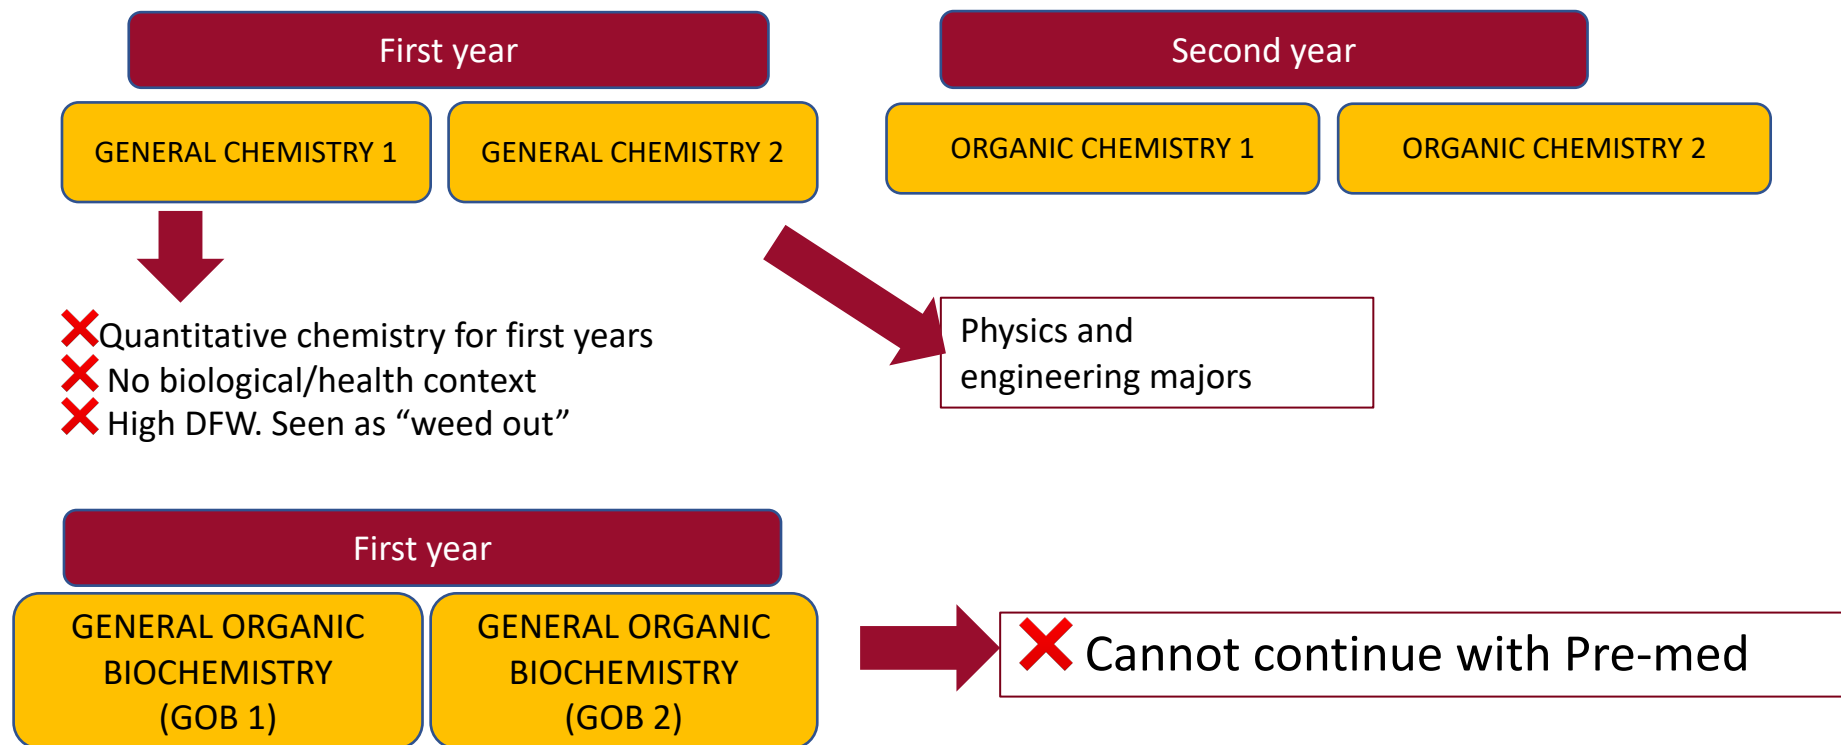 First year
Second year
GENERAL CHEMISTRY 1
GENERAL CHEMISTRY 2
ORGANIC CHEMISTRY 1
ORGANIC CHEMISTRY 2
Quantitative chemistry for first years
No biological/health context
High DFW. Seen as “weed out”
Physics and
engineering majors
First year
GENERAL ORGANIC
BIOCHEMISTRY
(GOB 1)
GENERAL ORGANIC
BIOCHEMISTRY
(GOB 2)
Cannot continue with Pre-med